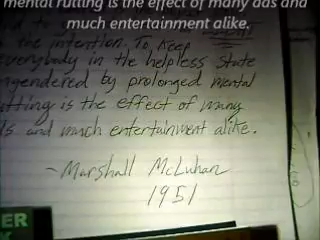 mental rutting is the effect of many ads and
much entertainment alike.
the intention. To keep
everybody in the helpless state
engendered by prolonged mental
rutting is the effect of many
ds and much entertainment alike.
~Marshall McLuhan
1951
ER